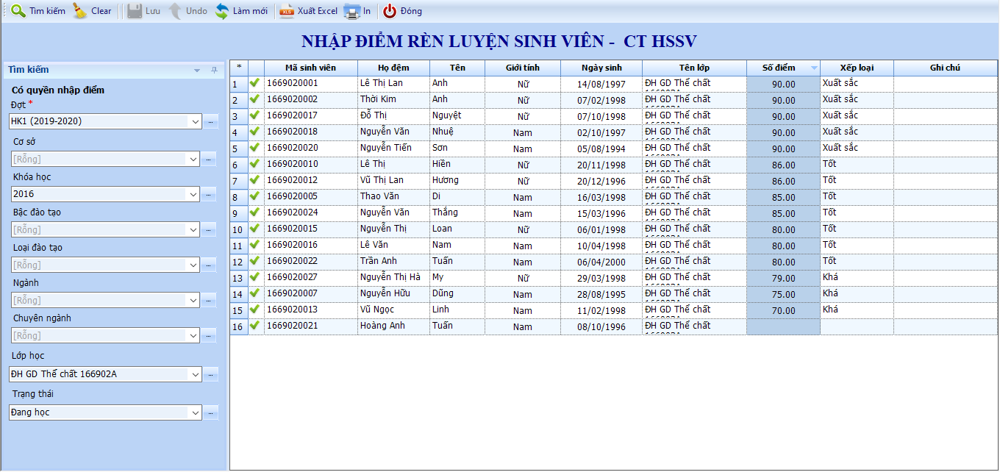 Tìm kiếm Clear Lưu Undo Làm mới XLS Xuất Excel In Đóng
NHẬP ĐIỂM RÈN LUYỆN SINH VIÊN - CT HSSV
Tìm kiếm
Có quyền nhập điểm
Đợt *
HK1 (2019-2020) ...
Cơ sở
[Rỗng] ...
Khóa học
2016 ...
Bậc đào tạo
[Rỗng] ...
Loại đào tạo
[Rỗng] ...
Ngành
[Rỗng] ...
Chuyên ngành
[Rỗng] ...
Lớp học
ĐH GD Thể chất 166902A ...
Trạng thái
Đang học ...
* Mã sinh viên Họ đệm Tên Giới tính Ngày sinh Tên lớp Số điểm Xếp loại Ghi chú
1 1669020001 Lê Thị Lan Anh Nữ 14/08/1997 ĐH GD Thể chất 90.00 Xuất sắc
2 1669020002 Thời Kim Anh Nữ 07/02/1998 ĐH GD Thể chất 90.00 Xuất sắc
3 1669020017 Đỗ Thị Nguyệt Nữ 07/10/1998 ĐH GD Thể chất 90.00 Xuất sắc
4 1669020018 Nguyễn Văn Nhuệ Nam 02/10/1997 ĐH GD Thể chất 90.00 Xuất sắc
5 1669020020 Nguyễn Tiến Sơn Nam 05/08/1994 ĐH GD Thể chất 90.00 Xuất sắc
6 1669020010 Lê Thị Hiền Nữ 20/11/1998 ĐH GD Thể chất 86.00 Tốt
7 1669020012 Vũ Thị Lan Hương Nữ 20/12/1996 ĐH GD Thể chất 86.00 Tốt
8 1669020005 Thao Văn Di Nam 16/03/1998 ĐH GD Thể chất 85.00 Tốt
9 1669020024 Nguyễn Văn Thắng Nam 15/03/1996 ĐH GD Thể chất 85.00 Tốt
10 1669020015 Nguyễn Thị Loan Nữ 06/01/1998 ĐH GD Thể chất 80.00 Tốt
11 1669020016 Lê Văn Nam Nam 10/04/1998 ĐH GD Thể chất 80.00 Tốt
12 1669020022 Trần Anh Tuấn Nam 06/04/2000 ĐH GD Thể chất 80.00 Tốt
13 1669020027 Nguyễn Thị Hà My Nữ 29/03/1998 ĐH GD Thể chất 79.00 Khá
14 1669020007 Nguyễn Hữu Dũng Nam 28/08/1995 ĐH GD Thể chất 75.00 Khá
15 1669020013 Vũ Ngọc Linh Nam 11/02/1998 ĐH GD Thể chất 70.00 Khá
16 1669020021 Hoàng Anh Tuấn Nam 08/10/1996 ĐH GD Thể chất